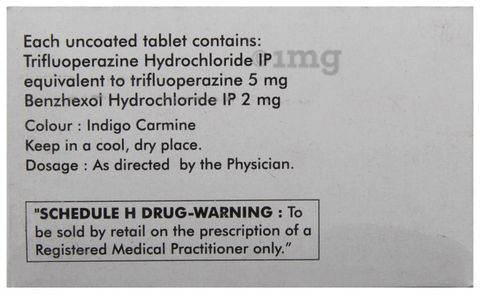 Each uncoated tablet contains:
Trifluoperazine Hydrochloride IP
equivalent to trifluoperazine 5 mg
Benzhexol Hydrochloride IP 2 mg
Colour : Indigo Carmine
Keep in a cool, dry place.
Dosage : As directed by the Physician.
"SCHEDULE H DRUG-WARNING : To
be sold by retail on the prescription of a
Registered Medical Practitioner only."
1mg